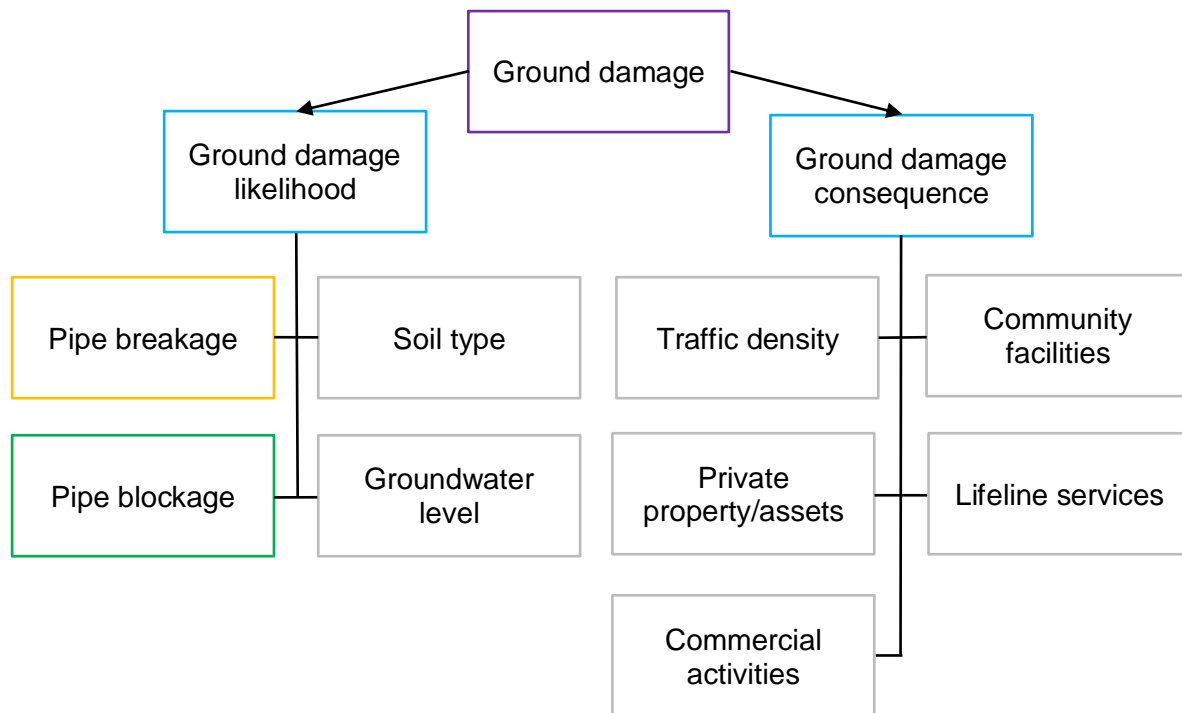 Ground damage
Ground damage
likelihood
Ground damage
consequence
Pipe breakage
Soil type
Traffic density
Community
facilities
Pipe blockage
Groundwater
level
Private
property/assets
Lifeline services
Commercial
activities